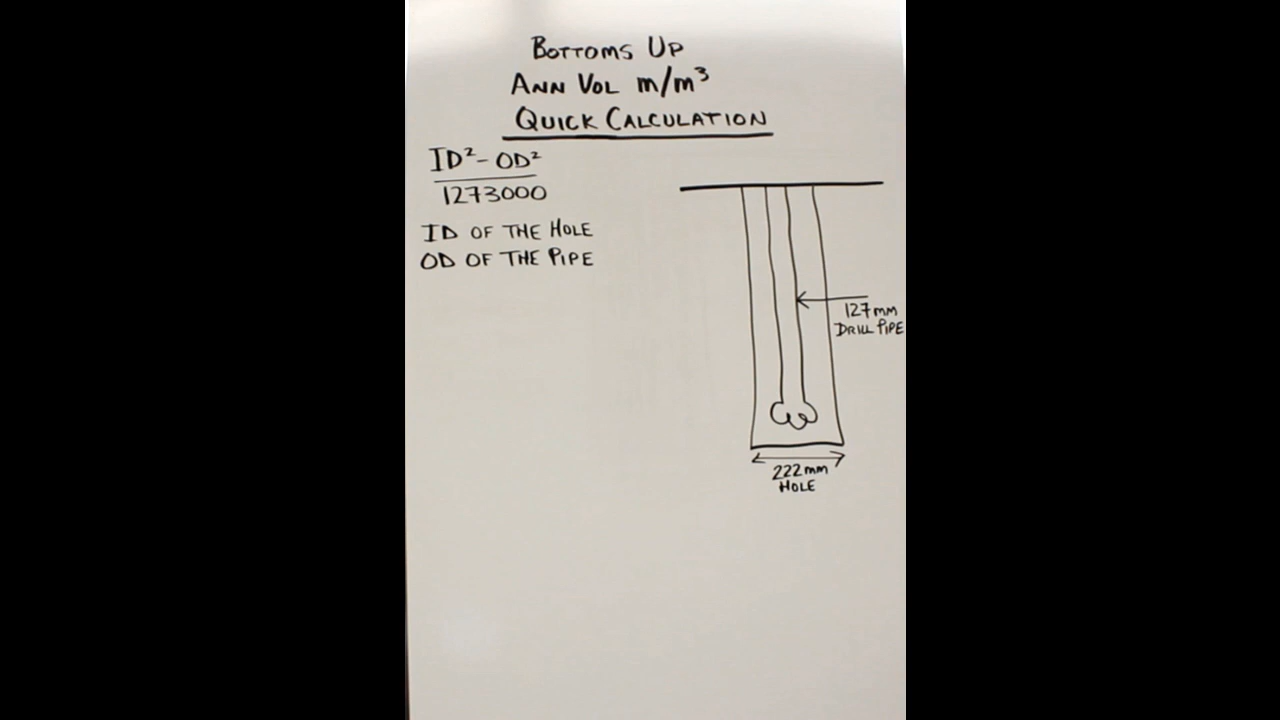 BOTTOMS UP
ANN VOL m/m³
QUICK CALCULATION
ID² - OD²
1273000
ID OF THE HOLE
OD OF THE PIPE
127mm
DRILL PIPE
222mm
HOLE